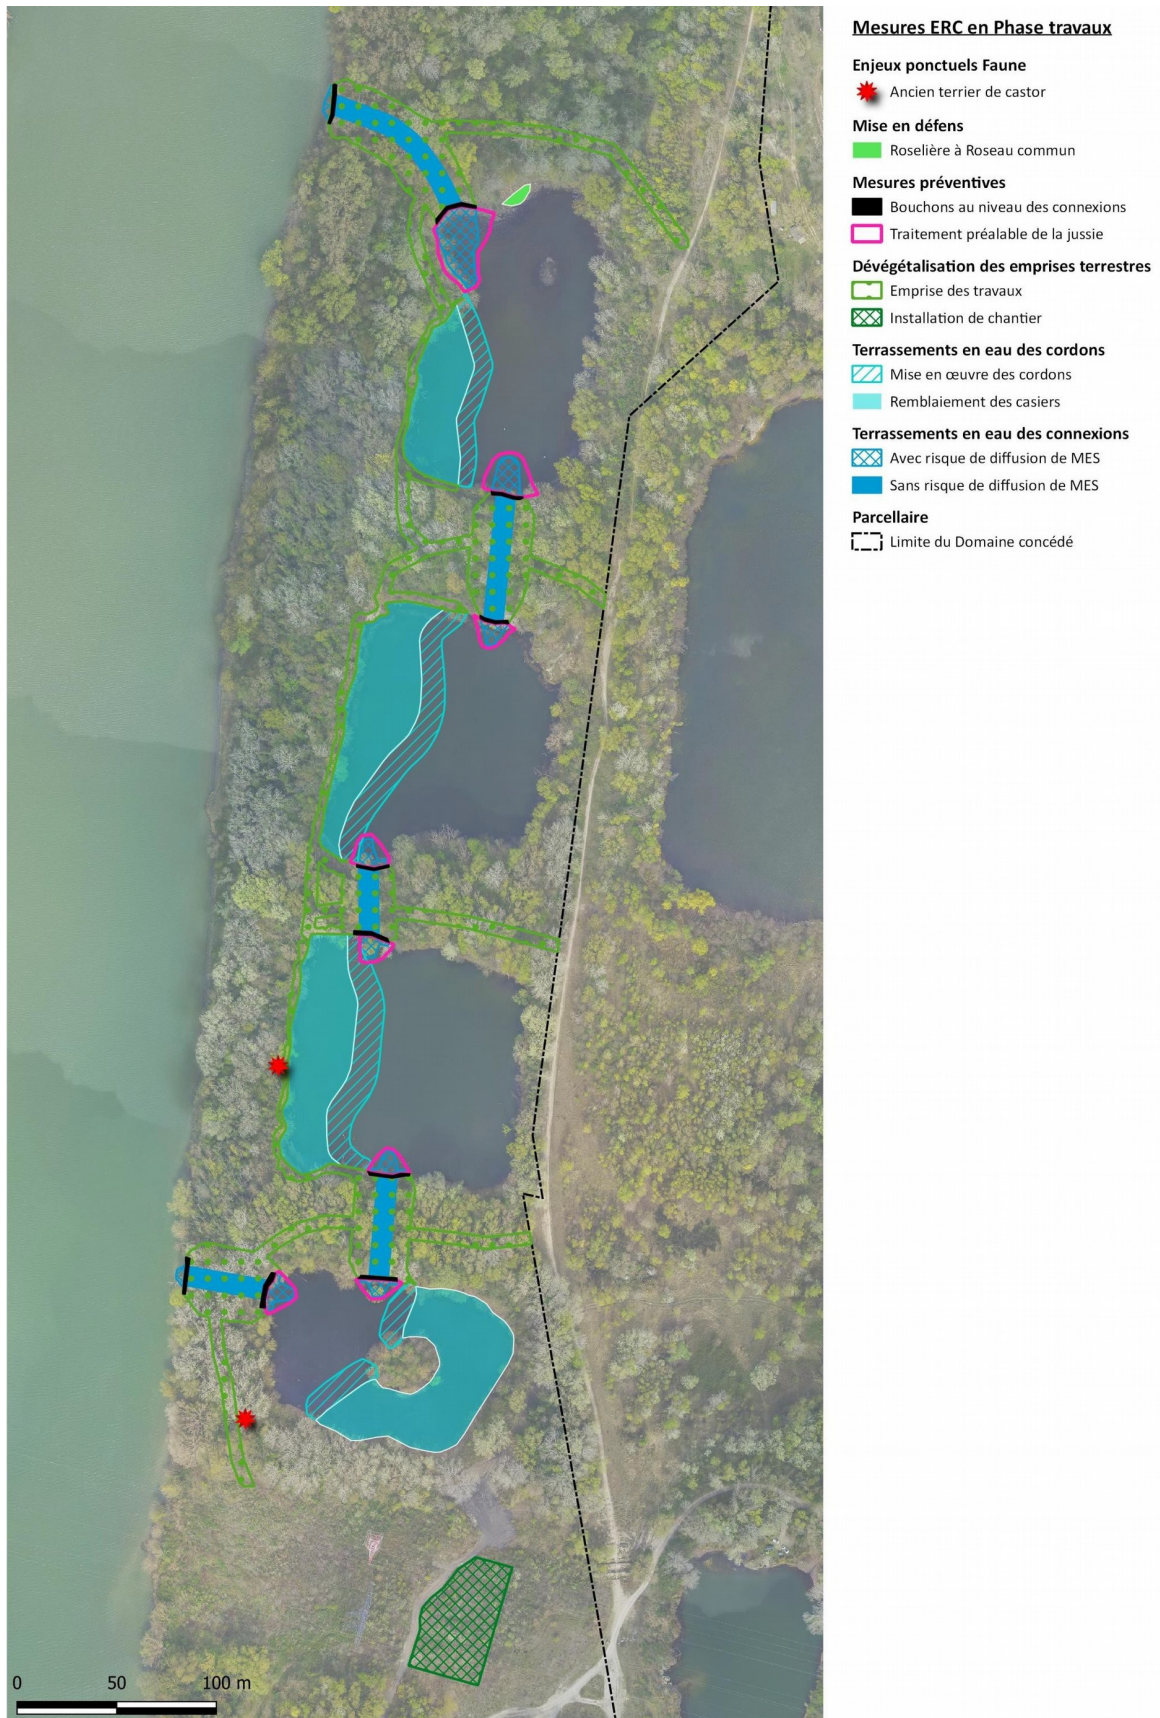 Mesures ERC en Phase travaux
Enjeux ponctuels Faune
Ancien terrier de castor
Mise en défens
Roselière à Roseau commun
Mesures préventives
Bouchons au niveau des connexions
Traitement préalable de la jussie
Dévégétalisation des emprises terrestres
Emprise des travaux
Installation de chantier
Terrassements en eau des cordons
Mise en œuvre des cordons
Remblaiement des casiers
Terrassements en eau des connexions
Avec risque de diffusion de MES
Sans risque de diffusion de MES
Parcellaire
Limite du Domaine concédé
0 50 100 m